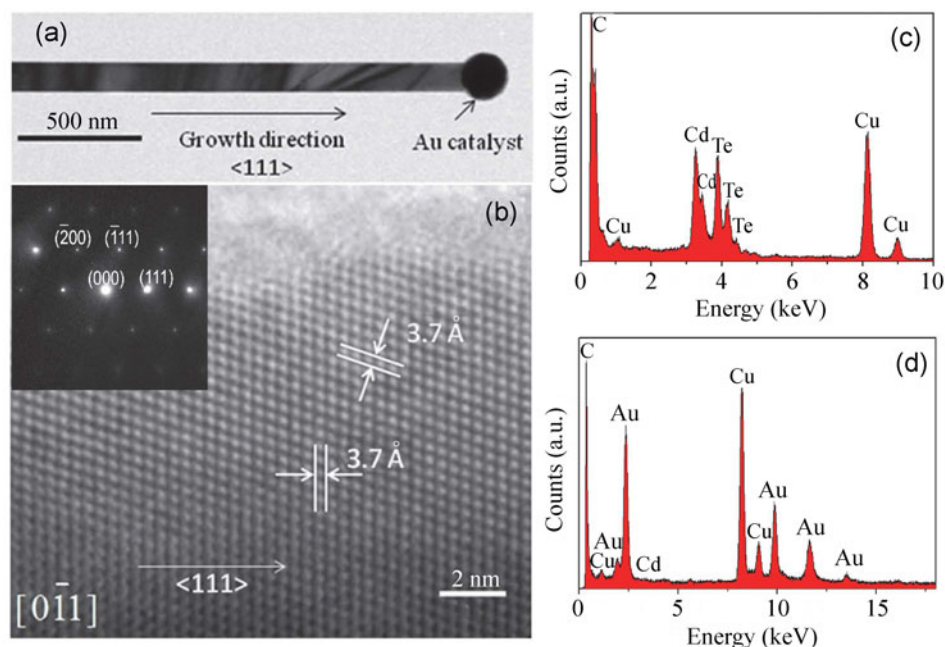 (a)
500 nm
Growth direction
<111>
Au catalyst
(b)
(2̅00) (1̅11)
(000) (111)
3.7 Å
3.7 Å
<111>
2 nm
[01̅1]
(c)
Counts (a.u.)
C
Cu
Cd
Cd
Te
Te
Te
Cu
Cu
0 2 4 6 8 10
Energy (keV)
(d)
Counts (a.u.)
C
Au
Cu
Au
Cd
Cu
Cu
Au
Au
Au
0 5 10 15
Energy (keV)